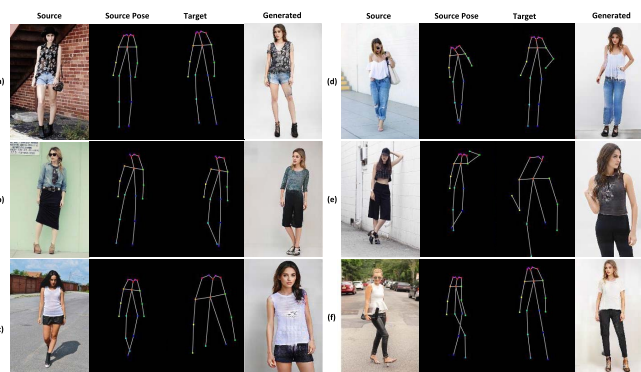 Source Source Pose Target Generated Source Source Pose Target Generated
) (d)
) (e)
) (f)